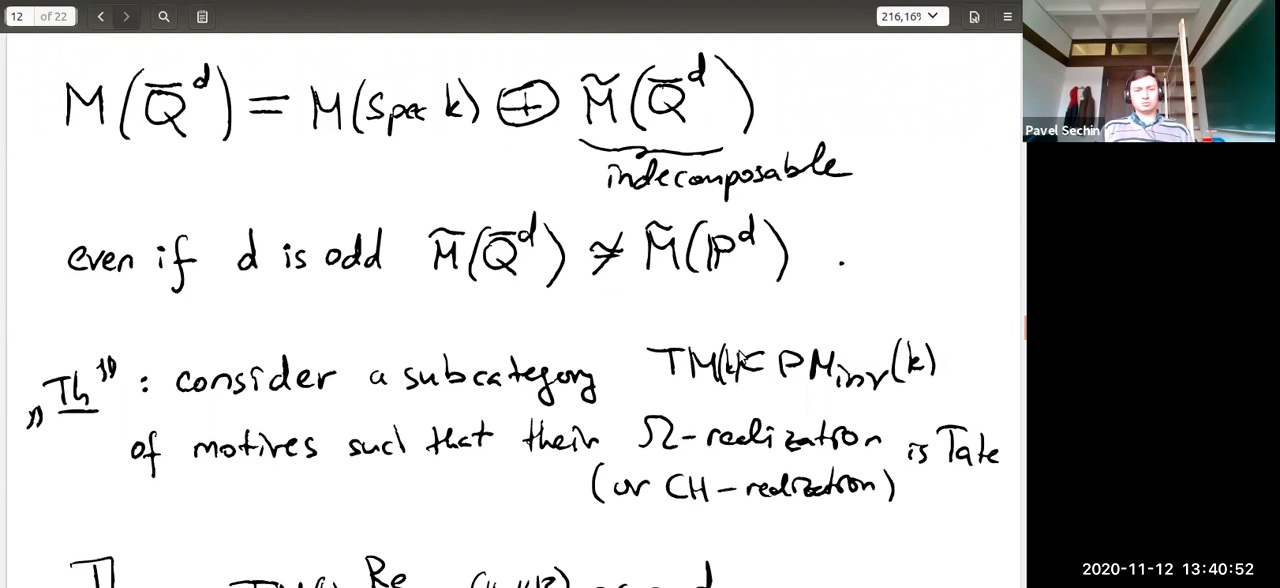 12 of 22
216,16%
M(Q̄^d) = M(Spec k) ⊕ M̃(Q̄^d)
indecomposable
even if d is odd M̃(Q̄^d) ≄ M̃(P^d) .
"Th" : consider a subcategory TM(k) ⊂ PM_inv(k)
of motives such that their Ω-realization is Tate
(or CH-realization)
Pavel Sechin
2020-11-12 13:40:52